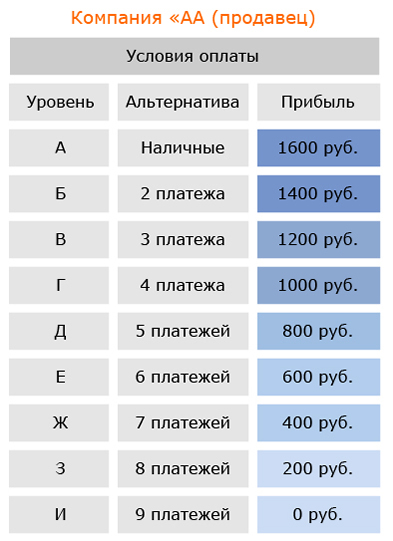 Компания «АА (продавец)
Условия оплаты
Уровень Альтернатива Прибыль
А Наличные 1600 руб.
Б 2 платежа 1400 руб.
В 3 платежа 1200 руб.
Г 4 платежа 1000 руб.
Д 5 платежей 800 руб.
Е 6 платежей 600 руб.
Ж 7 платежей 400 руб.
З 8 платежей 200 руб.
И 9 платежей 0 руб.